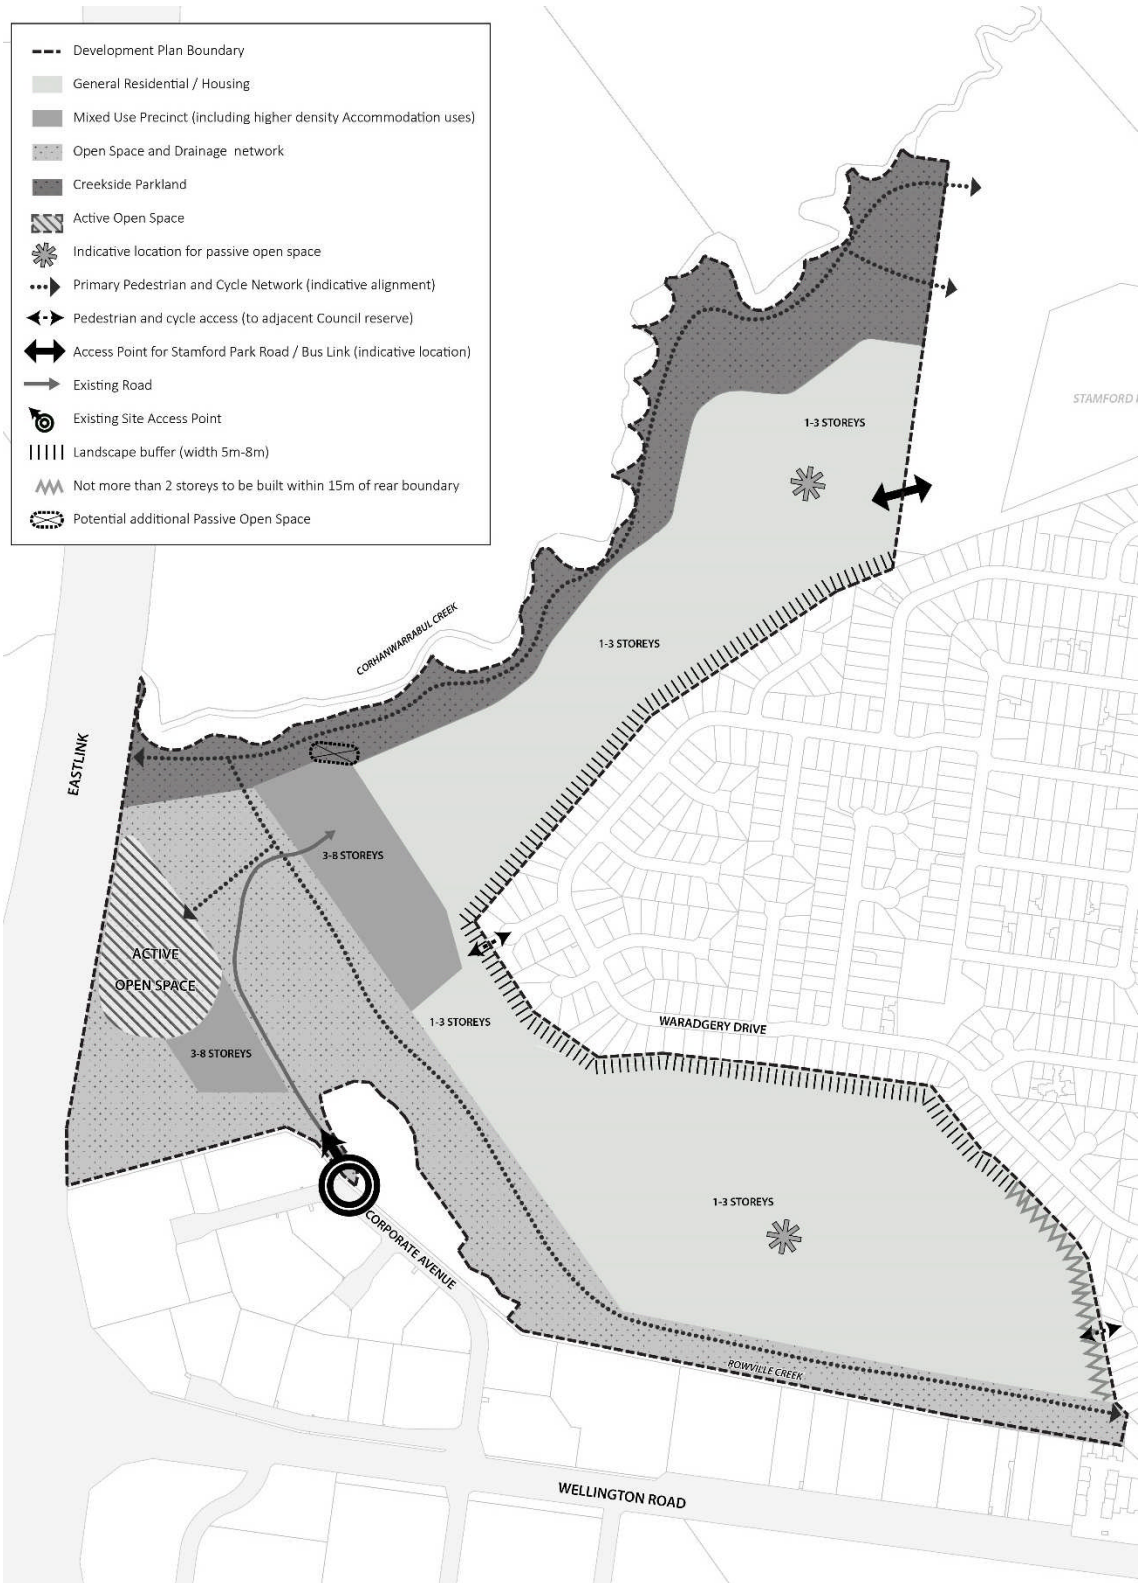 Development Plan Boundary
General Residential / Housing
Mixed Use Precinct (including higher density Accommodation uses)
Open Space and Drainage network
Creekside Parkland
Active Open Space
Indicative location for passive open space
Primary Pedestrian and Cycle Network (indicative alignment)
Pedestrian and cycle access (to adjacent Council reserve)
Access Point for Stamford Park Road / Bus Link (indicative location)
Existing Road
Existing Site Access Point
Landscape buffer (width 5m-8m)
Not more than 2 storeys to be built within 15m of rear boundary
Potential additional Passive Open Space
STAMFORD
1-3 STOREYS
1-3 STOREYS
CORHANWARRABUL CREEK
EASTLINK
3-8 STOREYS
ACTIVE
OPEN SPACE
1-3 STOREYS
WARADGERY DRIVE
3-8 STOREYS
1-3 STOREYS
CORPORATE AVENUE
ROWVILLE CREEK
WELLINGTON ROAD